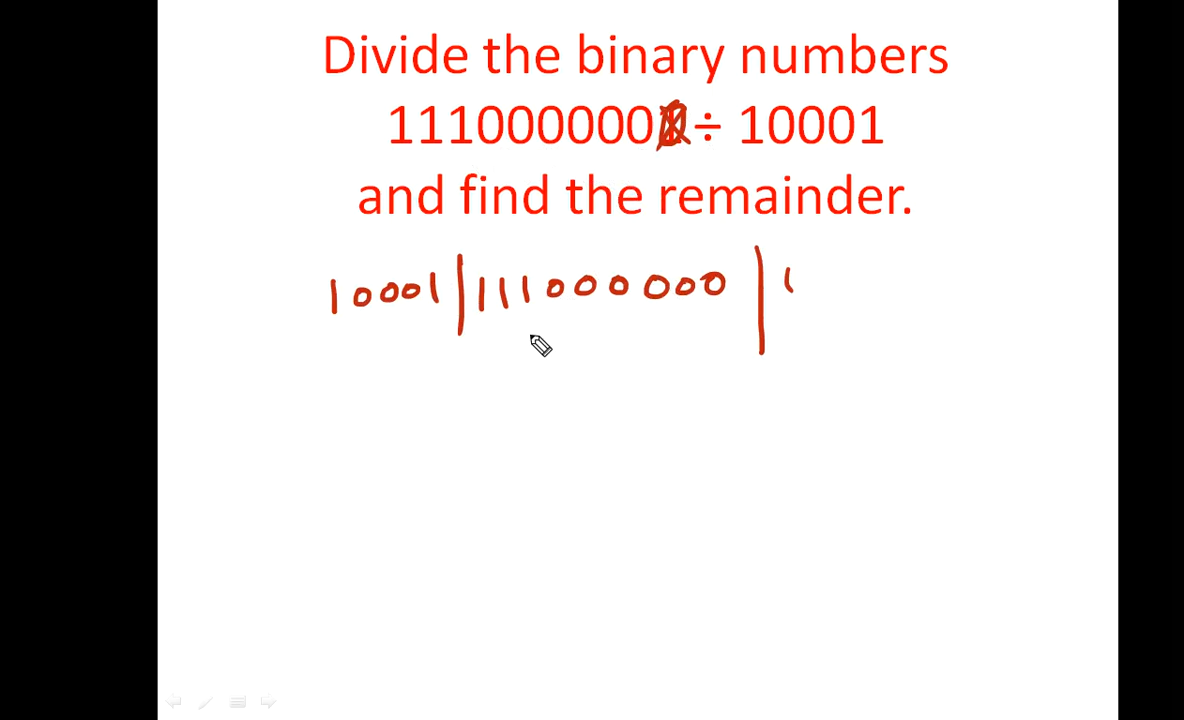 Divide the binary numbers
111000000 ÷ 10001
and find the remainder.
10001 | 111000000 | 1